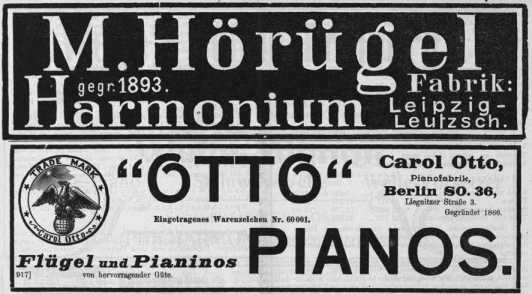 M. Hörügel
gegr. 1893. Fabrik:
Harmonium Leipzig-
Leutzsch.
TRADE MARK
Carol Otto
"OTTO"
Eingetragenes Warenzeichen Nr. 60001.
Carol Otto,
Pianofabrik,
Berlin SO. 36,
Liegnitzer Straße 3.
Gegründet 1866.
PIANOS.
Flügel und Pianinos
917] von hervorragender Güte.